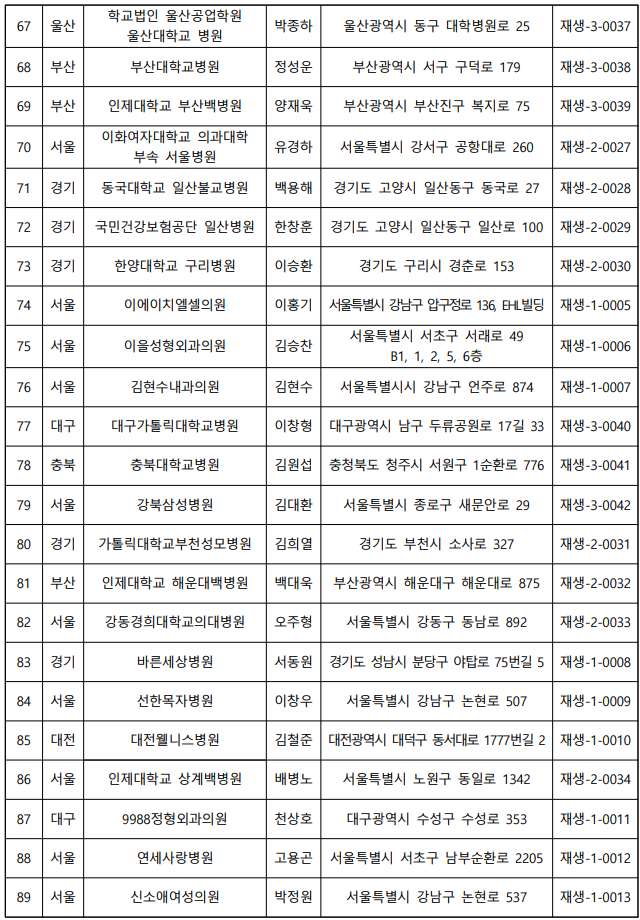 67 울산 학교법인 울산공업학원 울산대학교 병원 박종하 울산광역시 동구 대학병원로 25 재생-3-0037
68 부산 부산대학교병원 정성운 부산광역시 서구 구덕로 179 재생-3-0038
69 부산 인제대학교 부산백병원 양재욱 부산광역시 부산진구 복지로 75 재생-3-0039
70 서울 이화여자대학교 의과대학 부속 서울병원 유경하 서울특별시 강서구 공항대로 260 재생-2-0027
71 경기 동국대학교 일산불교병원 백용해 경기도 고양시 일산동구 동국로 27 재생-2-0028
72 경기 국민건강보험공단 일산병원 한창훈 경기도 고양시 일산동구 일산로 100 재생-2-0029
73 경기 한양대학교 구리병원 이승환 경기도 구리시 경춘로 153 재생-2-0030
74 서울 이에이치엘셀의원 이홍기 서울특별시 강남구 압구정로 136, EHL빌딩 재생-1-0005
75 서울 이을성형외과의원 김승찬 서울특별시 서초구 서래로 49 B1, 1, 2, 5, 6층 재생-1-0006
76 서울 김현수내과의원 김현수 서울특별시시 강남구 언주로 874 재생-1-0007
77 대구 대구가톨릭대학교병원 이창형 대구광역시 남구 두류공원로 17길 33 재생-3-0040
78 충북 충북대학교병원 김원섭 충청북도 청주시 서원구 1순환로 776 재생-3-0041
79 서울 강북삼성병원 김대환 서울특별시 종로구 새문안로 29 재생-3-0042
80 경기 가톨릭대학교부천성모병원 김희열 경기도 부천시 소사로 327 재생-2-0031
81 부산 인제대학교 해운대백병원 백대욱 부산광역시 해운대구 해운대로 875 재생-2-0032
82 서울 강동경희대학교의대병원 오주형 서울특별시 강동구 동남로 892 재생-2-0033
83 경기 바른세상병원 서동원 경기도 성남시 분당구 야탑로 75번길 5 재생-1-0008
84 서울 선한목자병원 이창우 서울특별시 강남구 논현로 507 재생-1-0009
85 대전 대전웰니스병원 김철준 대전광역시 대덕구 동서대로 1777번길 2 재생-1-0010
86 서울 인제대학교 상계백병원 배병노 서울특별시 노원구 동일로 1342 재생-2-0034
87 대구 9988정형외과의원 천상호 대구광역시 수성구 수성로 353 재생-1-0011
88 서울 연세사랑병원 고용곤 서울특별시 서초구 남부순환로 2205 재생-1-0012
89 서울 신소애여성의원 박정원 서울특별시 강남구 논현로 537 재생-1-0013